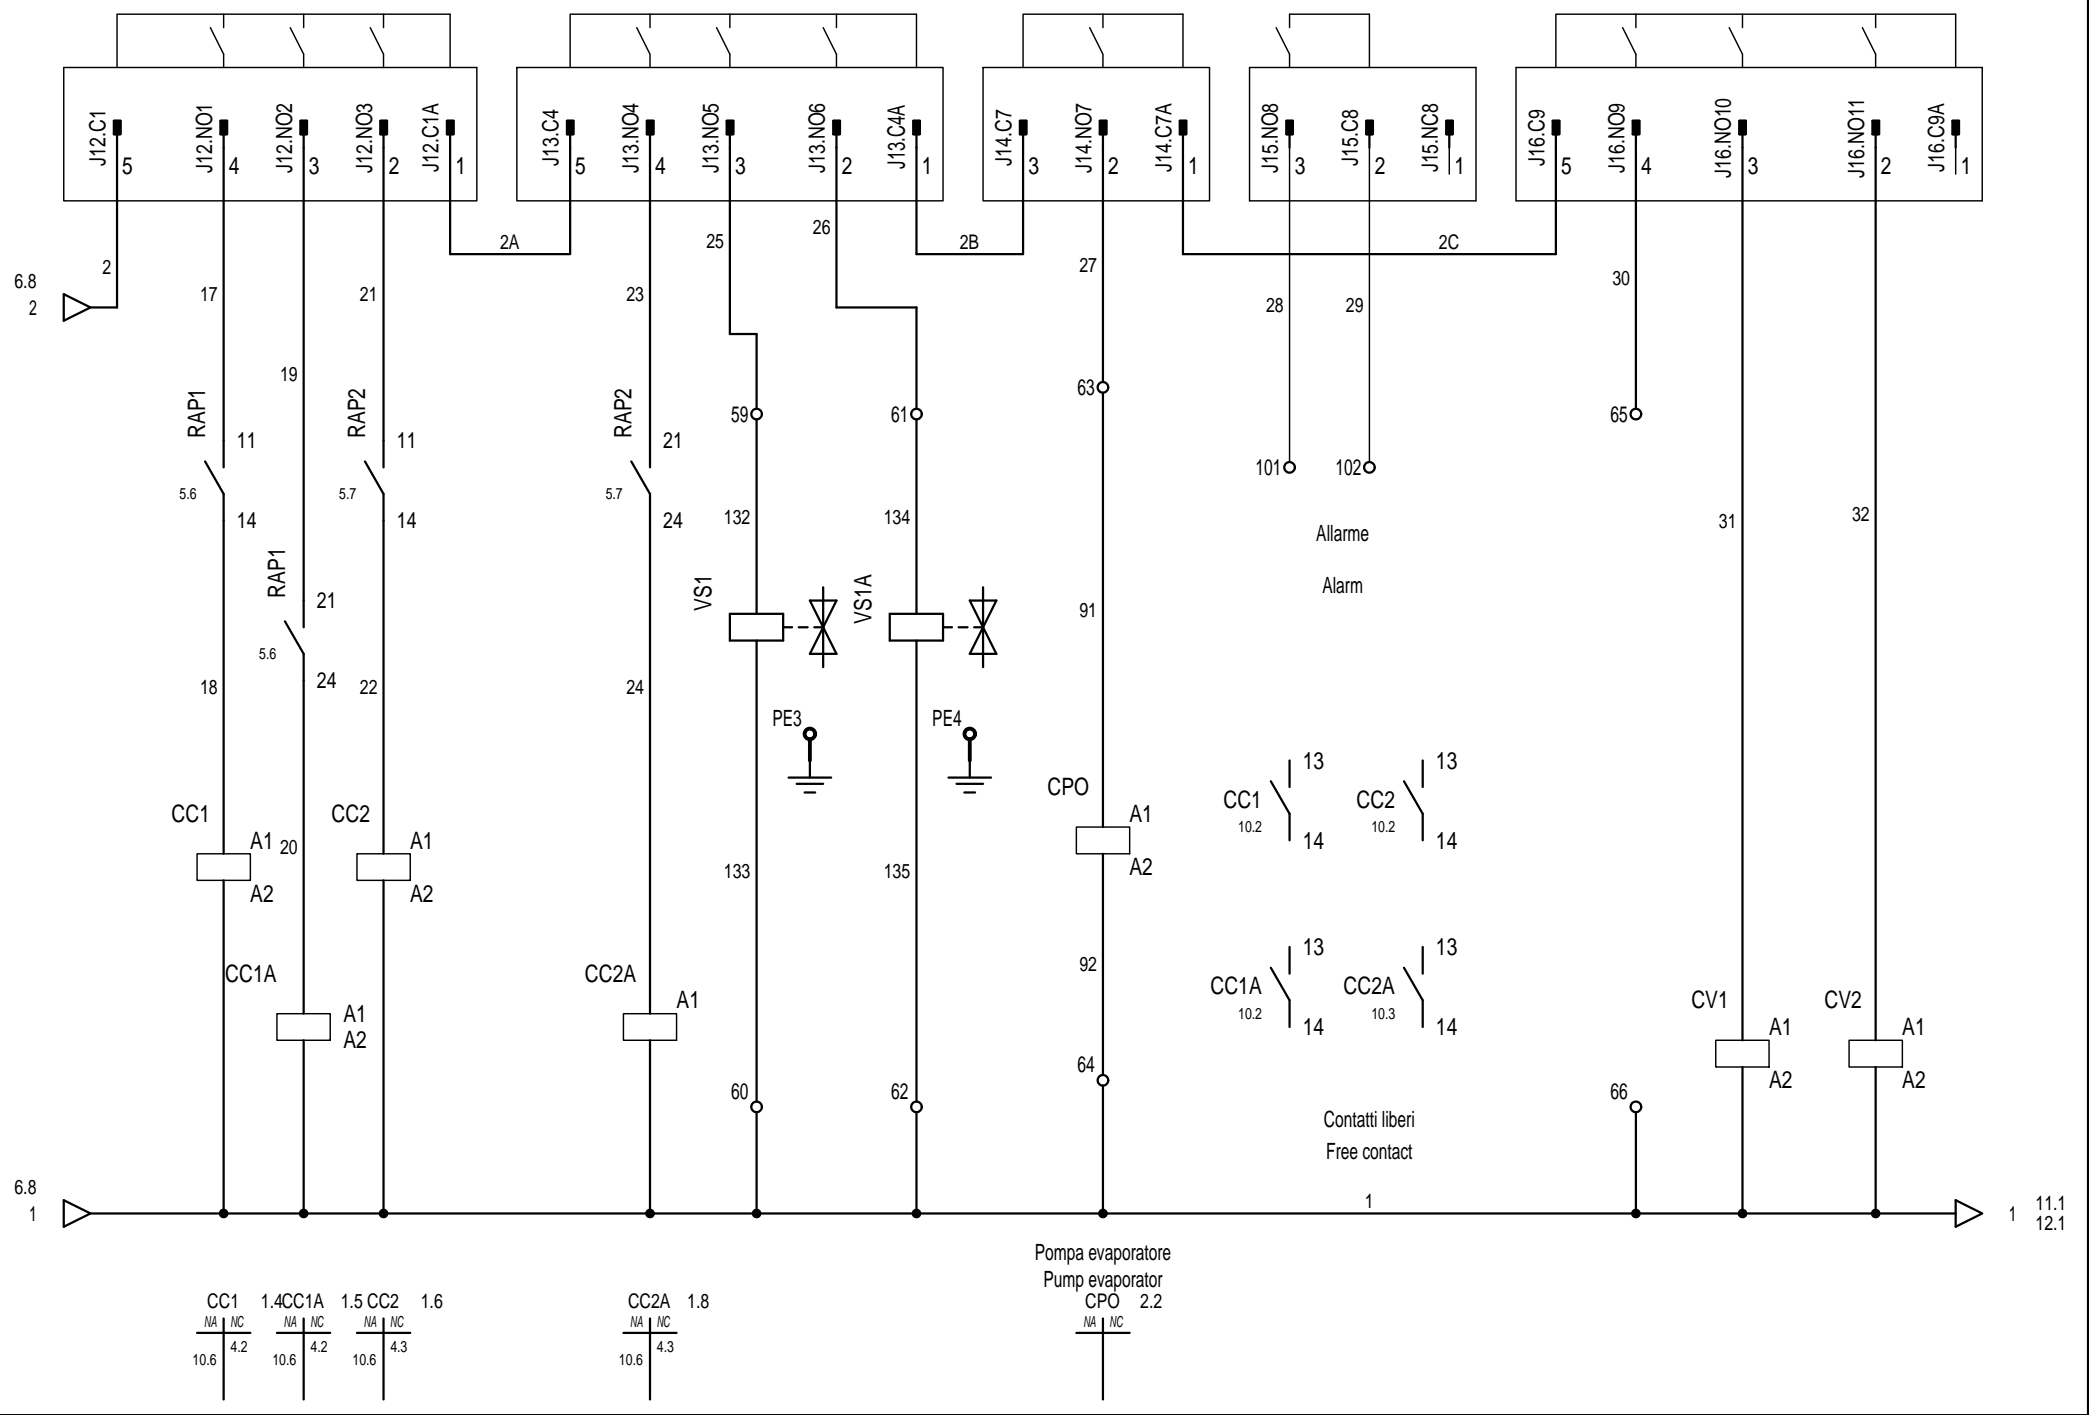 J12.C1 J12.NO1 J12.NO2 J12.NO3 J12.C1A J13.C4 J13.NO4 J13.NO5 J13.NO6 J13.C4A J14.C7 J14.NO7 J14.C7A J15.NO8 J15.C8 J15.NC8 J16.C9 J16.NO9 J16.NO10 J16.NO11 J16.C9A
5 4 3 2 1 5 4 3 2 1 3 2 1 3 2 1 5 4 3 2 1
2A 25 26 2B 2C
6.8 2 27 30
2 17 21 23 28 29
19
RAP1 RAP2 RAP2 63
59 61 65
11 11 21
101 102
5.6 5.7 5.7
14 14 24 132 134 31 32
Allarme
RAP1 VS1 VS1A Alarm
21 91
5.6
24
18 22 24
PE3 PE4
13 13
CPO
CC1 CC2
CC1 CC2 A1 10.2 10.2
A1 20 A1 14 14
A2
133 135
A2 A2
13 13
92
CC1A CC2A CC1A CC2A
10.2 10.3
A1 A1 14 14 CV1 CV2
A2 A1 A1
64
A2 A2
60 62 66
Contatti liberi
Free contact
6.8 1 11.1
1 1 12.1
Pompa evaporatore
Pump evaporator
CC1 1.4 CC1A 1.5 CC2 1.6 CC2A 1.8 CPO 2.2
NA NC NA NC NA NC NA NC NA NC
4.2 4.2 4.3 4.3
10.6 10.6 10.6 10.6